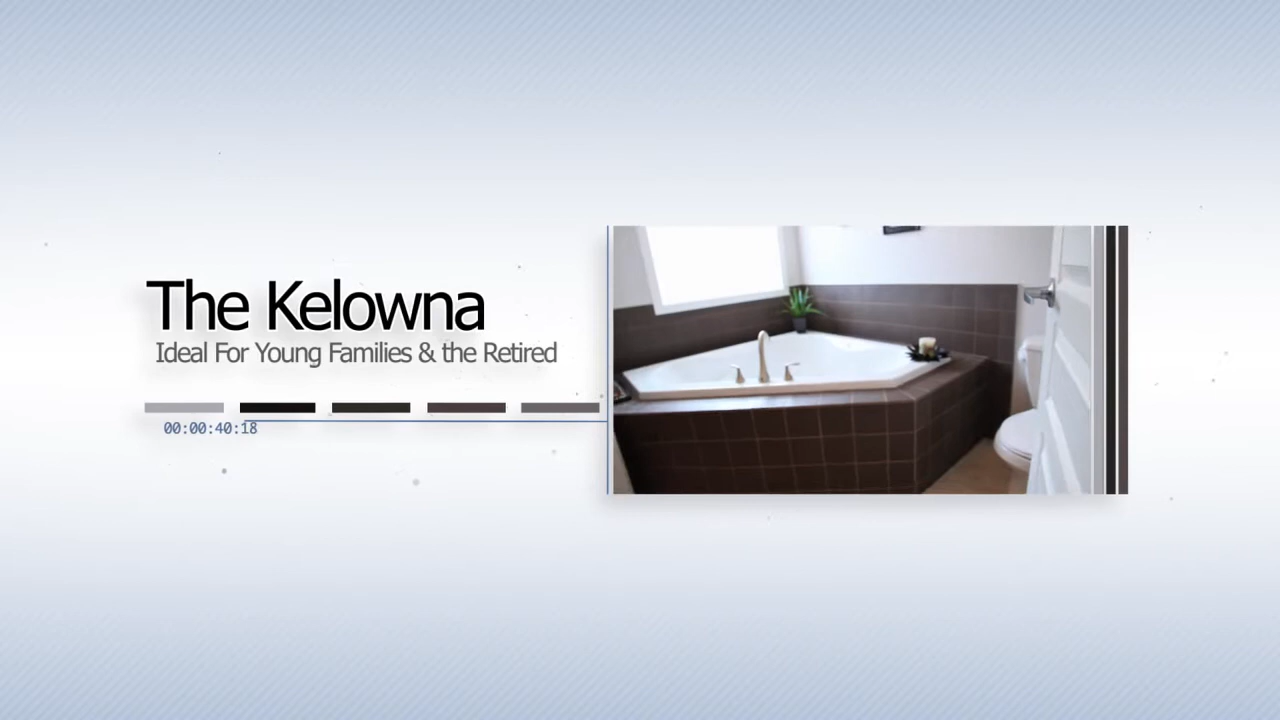 The Kelowna
Ideal For Young Families & the Retired
00:00:40:18